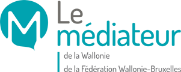 M
Le
médiateur
de la Wallonie
de la Fédération Wallonie-Bruxelles